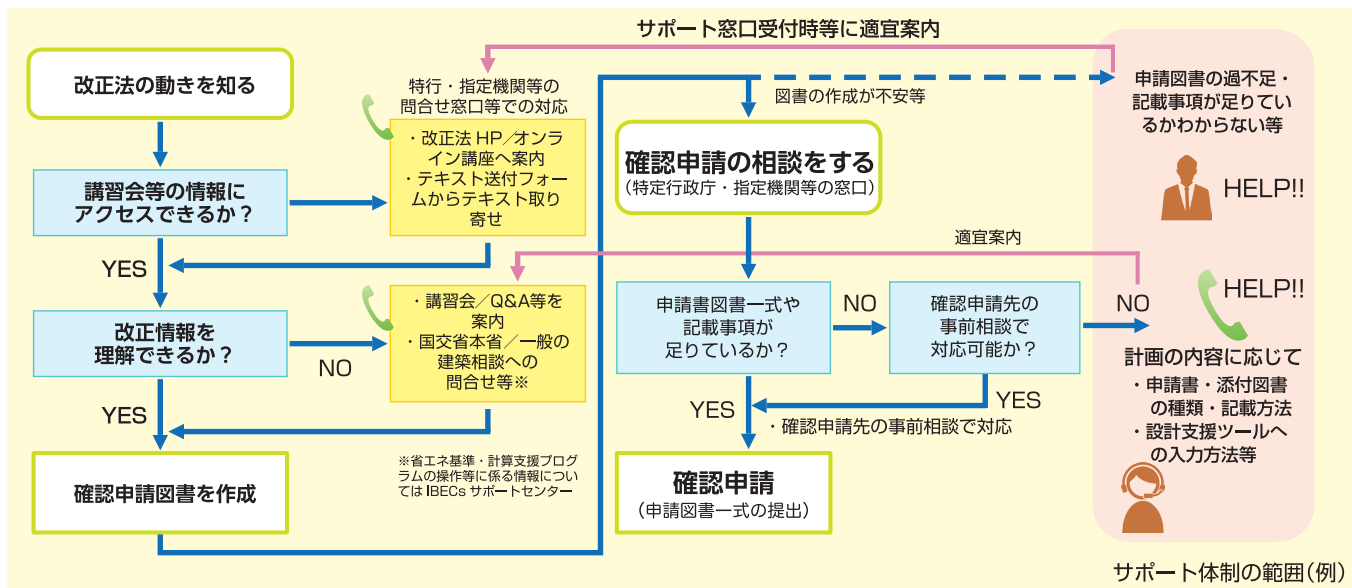 サポート窓口受付時等に適宜案内
改正法の動きを知る
特行・指定機関等の
問合せ窓口等での対応
・改正法 HP／オンラ
イン講座へ案内
・テキスト送付フォー
ムからテキスト取り
寄せ
講習会等の情報に
アクセスできるか？
YES
改正情報を
理解できるか？
NO
・講習会／Q&A等を
案内
・国交省本省／一般の
建築相談への
問合せ等※
YES
確認申請図書を作成
※省エネ基準・計算支援プログ
ラムの操作等に係る情報につい
てはIBECs サポートセンター
図書の作成が不安等
確認申請の相談をする
（特定行政庁・指定機関等の窓口）
適宜案内
申請書図書一式や
記載事項が
足りているか？
NO
確認申請先の
事前相談で
対応可能か？
NO
YES
YES
・確認申請先の事前相談で対応
確認申請
（申請図書一式の提出）
申請図書の過不足・
記載事項が足りてい
るかわからない等
HELP!!
HELP!!
計画の内容に応じて
・申請書・添付図書
の種類・記載方法
・設計支援ツールへ
の入力方法等
サポート体制の範囲（例）